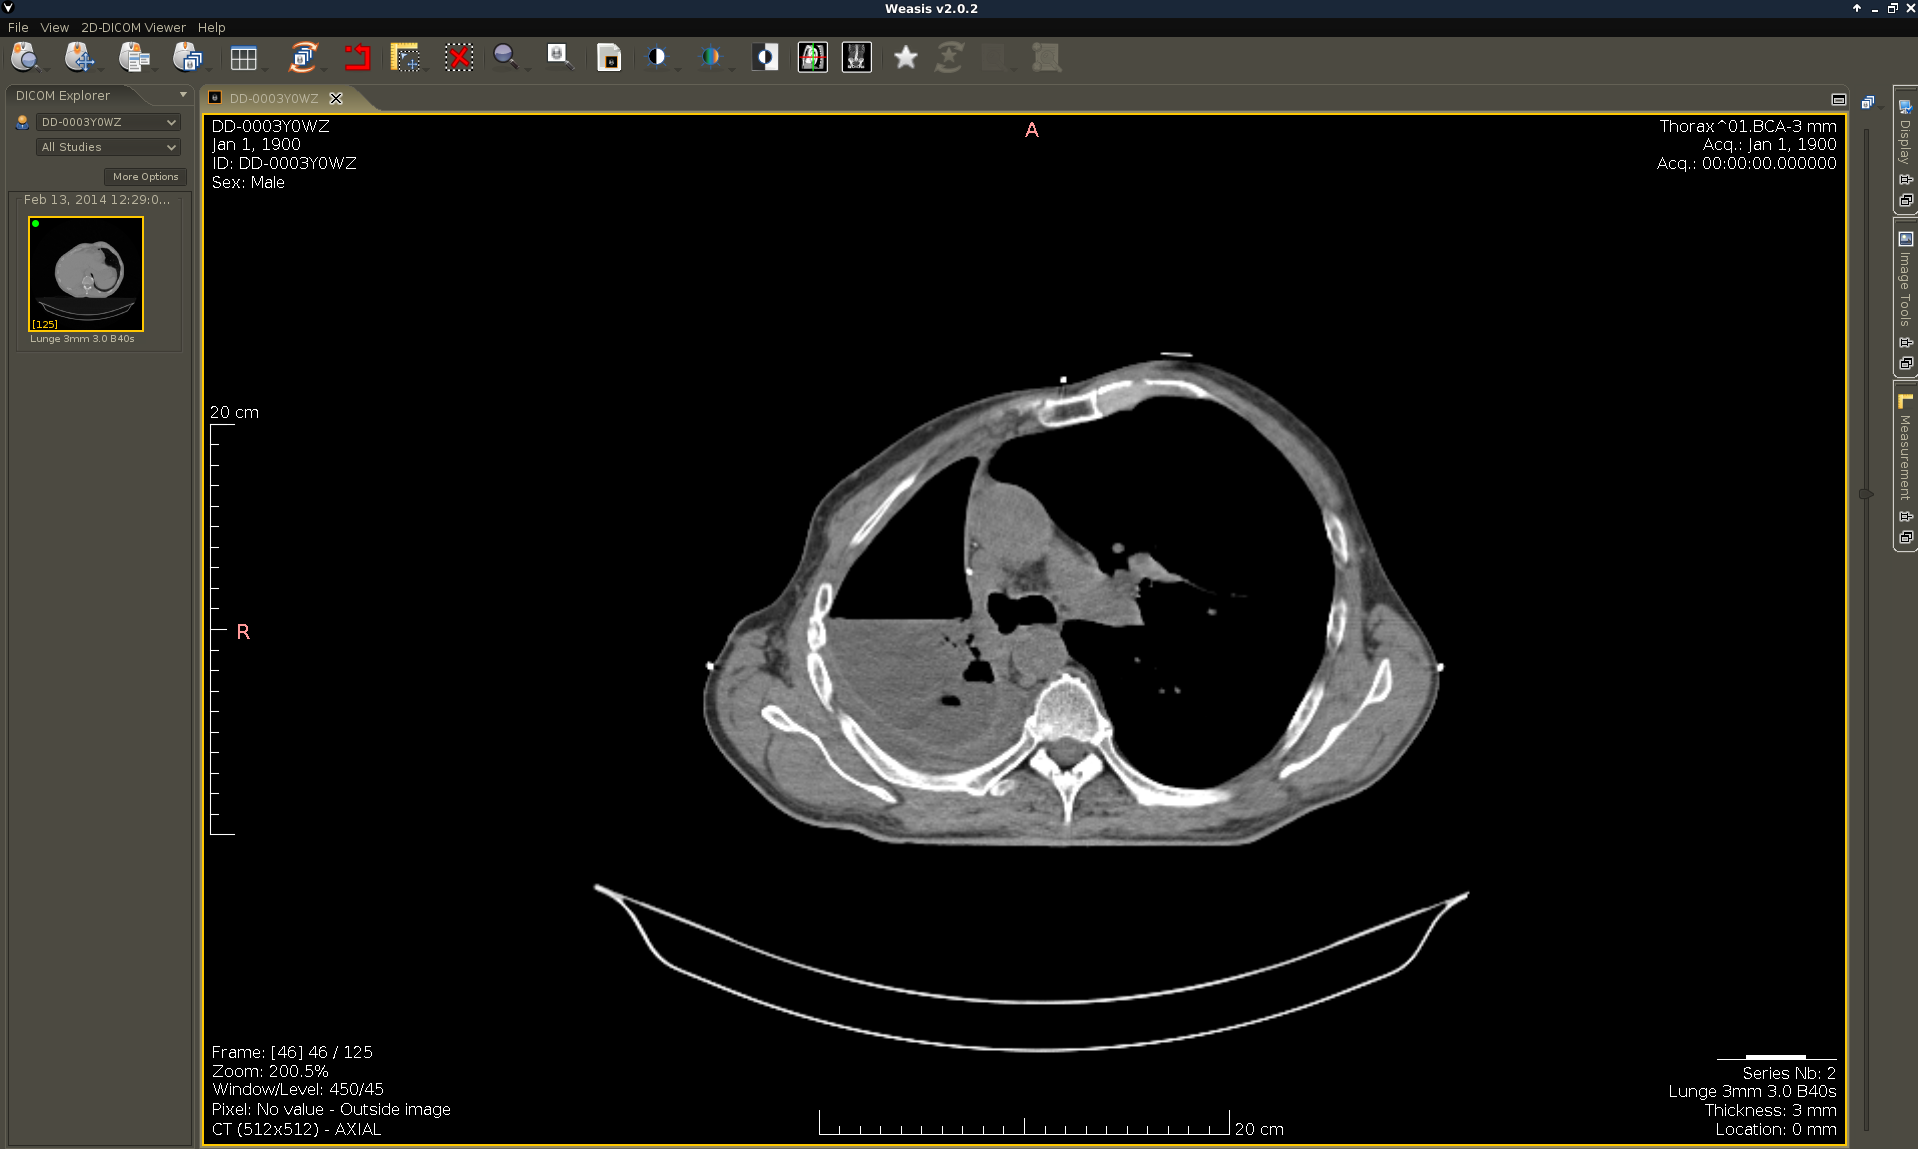 Weasis v2.0.2
File View 2D-DICOM Viewer Help
DICOM Explorer
DD-0003Y0WZ
All Studies
More Options
Feb 13, 2014 12:29:0...
[125]
Lunge 3mm 3.0 B40s
DD-0003Y0WZ
DD-0003Y0WZ
Jan 1, 1900
ID: DD-0003Y0WZ
Sex: Male
A
Thorax^01.BCA-3 mm
Acq.: Jan 1, 1900
Acq.: 00:00:00.000000
20 cm
R
Frame: [46] 46 / 125
Zoom: 200.5%
Window/Level: 450/45
Pixel: No value - Outside image
CT (512x512) - AXIAL
20 cm
Series Nb: 2
Lunge 3mm 3.0 B40s
Thickness: 3 mm
Location: 0 mm
Display
Image Tools
Measurement